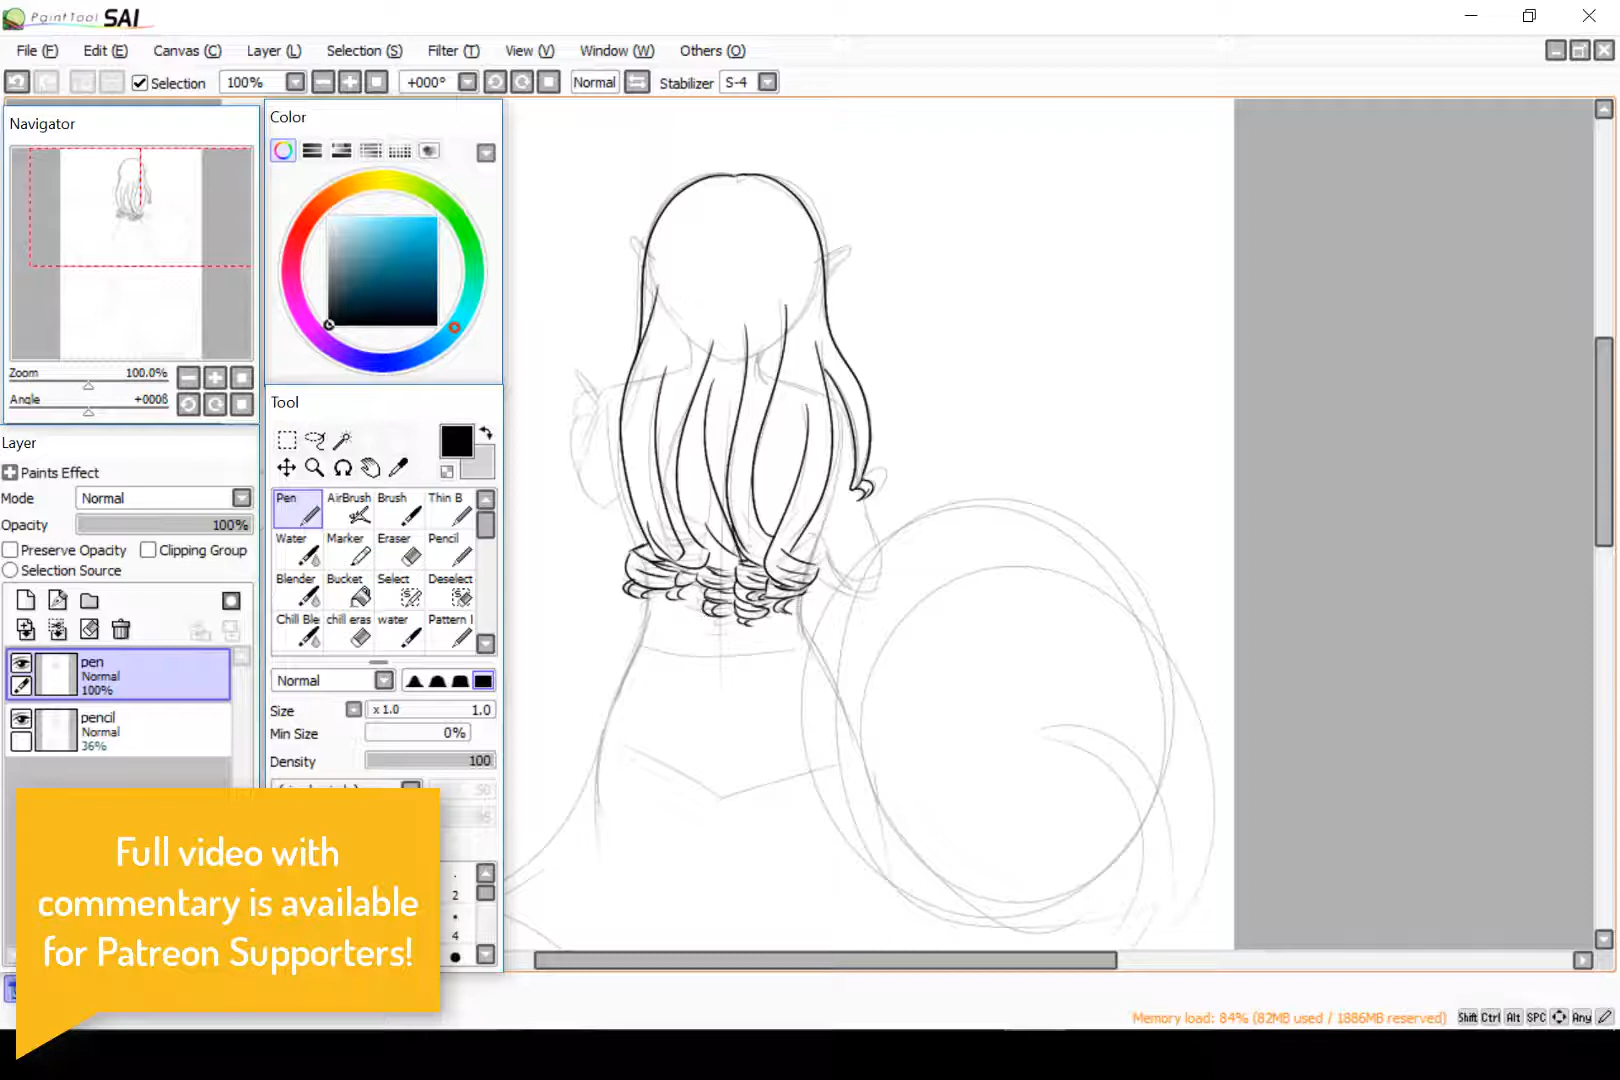 PaintTool SAI
File (F) Edit (E) Canvas (C) Layer (L) Selection (S) Filter (T) View (V) Window (W) Others (O)
Selection 100% +000° Normal Stabilizer S-4
Navigator
Zoom 100.0%
Angle +000ß
Layer
Paints Effect
Mode Normal
Opacity 100%
Preserve Opacity Clipping Group
Selection Source
pen
Normal
100%
pencil
Normal
36%
Color
Tool
Pen AirBrush Brush Thin B
Water Marker Eraser Pencil
Blender Bucket Select Deselect
Chill Ble chill eras water Pattern I
Normal
Size x 1.0 1.0
Min Size 0%
Density 100
2
4
Full video with
commentary is available
for Patreon Supporters!
Memory load: 84% (82MB used / 1886MB reserved) Shift Ctrl Alt SPC Any